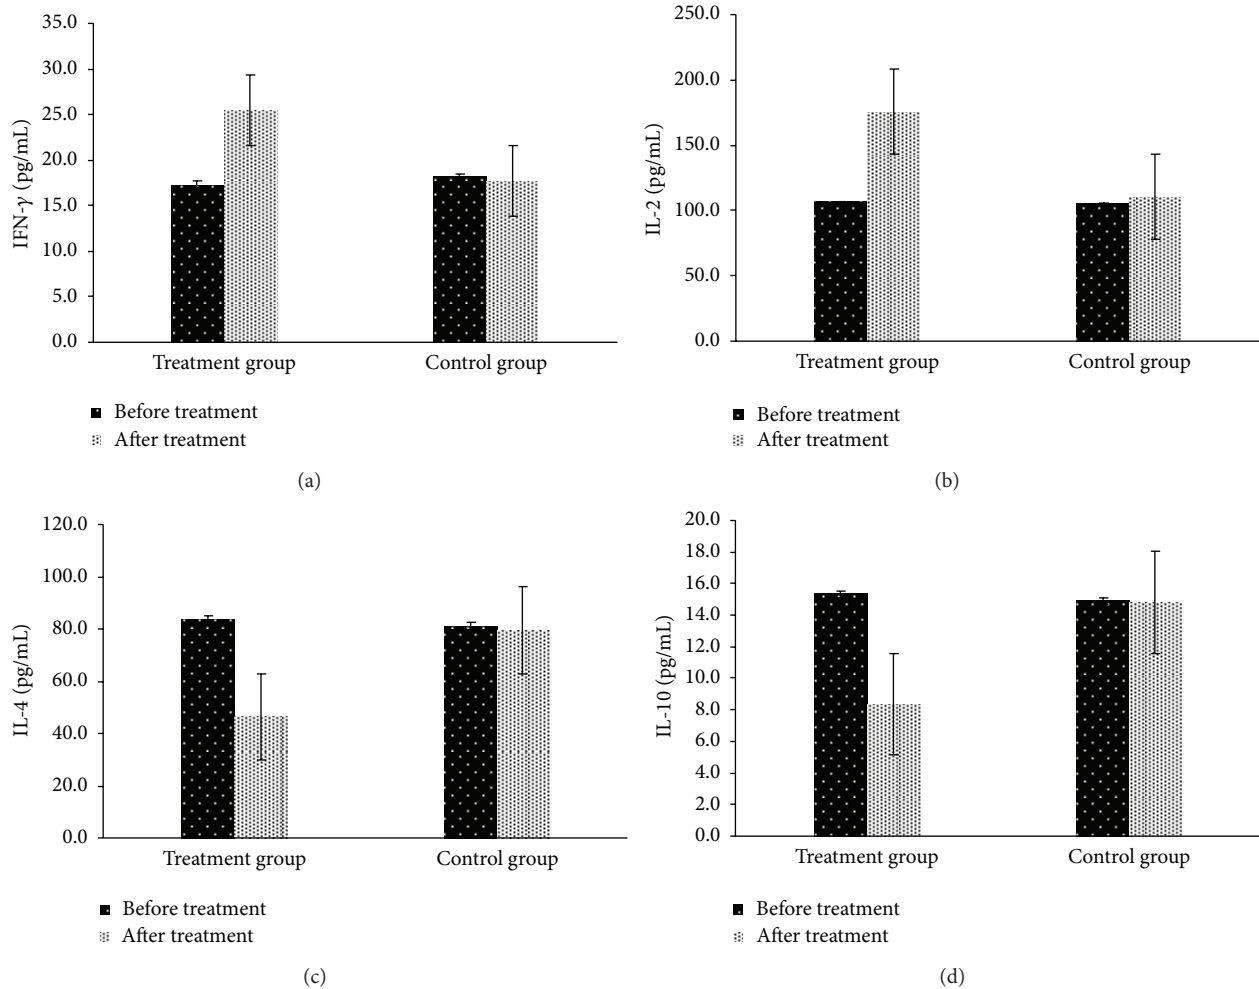 35.0
30.0
25.0
20.0
15.0
10.0
5.0
0.0
IFN-γ (pg/mL)
Treatment group
Control group
Before treatment
After treatment
(a)
250.0
200.0
150.0
100.0
50.0
0.0
IL-2 (pg/mL)
Treatment group
Control group
Before treatment
After treatment
(b)
120.0
100.0
80.0
60.0
40.0
20.0
0.0
IL-4 (pg/mL)
Treatment group
Control group
Before treatment
After treatment
(c)
20.0
18.0
16.0
14.0
12.0
10.0
8.0
6.0
4.0
2.0
0.0
IL-10 (pg/mL)
Treatment group
Control group
Before treatment
After treatment
(d)